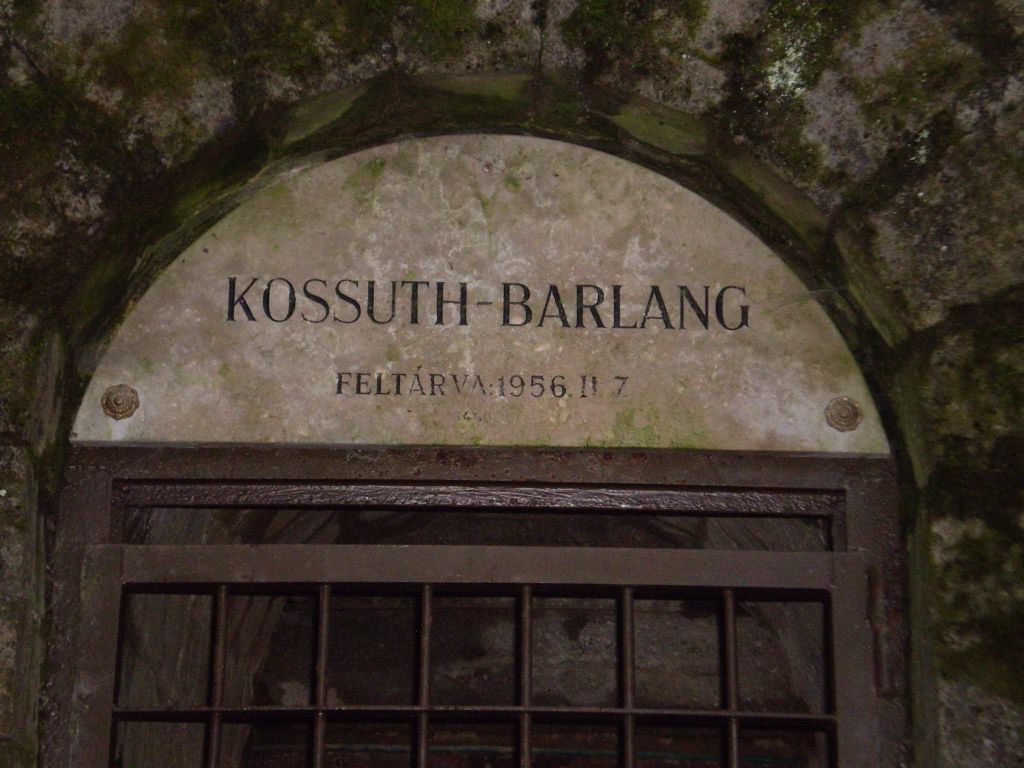 KOSSUTH-BARLANG
FELTÁRVA:1956. II. 7